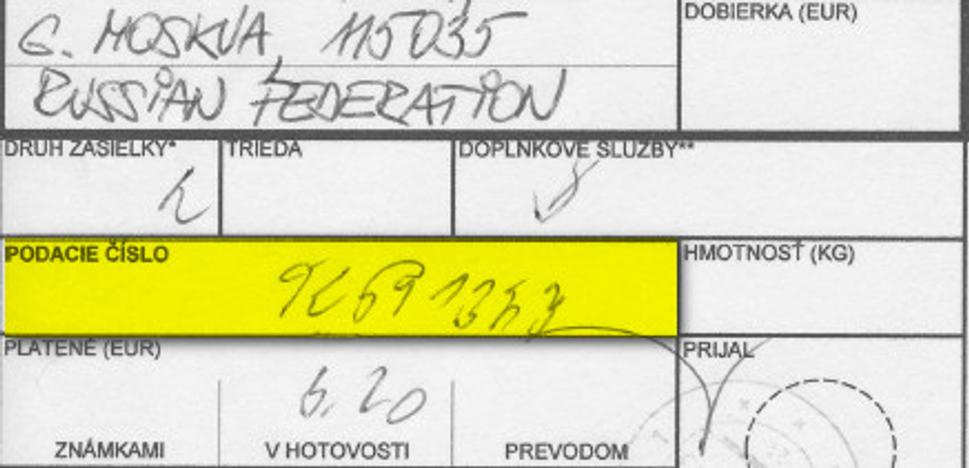 G. MOSKVA, 115035
DOBIERKA (EUR)
RUSSIAN FEDERATION
DRUH ZÁSIELKY*
TRIEDA
DOPLNKOVÉ SLUŽBY**
PODACIE ČÍSLO
HMOTNOSŤ (KG)
PLATENÉ (EUR)
PRIJAL
6.20
ZNÁMKAMI
V HOTOVOSTI
PREVODOM